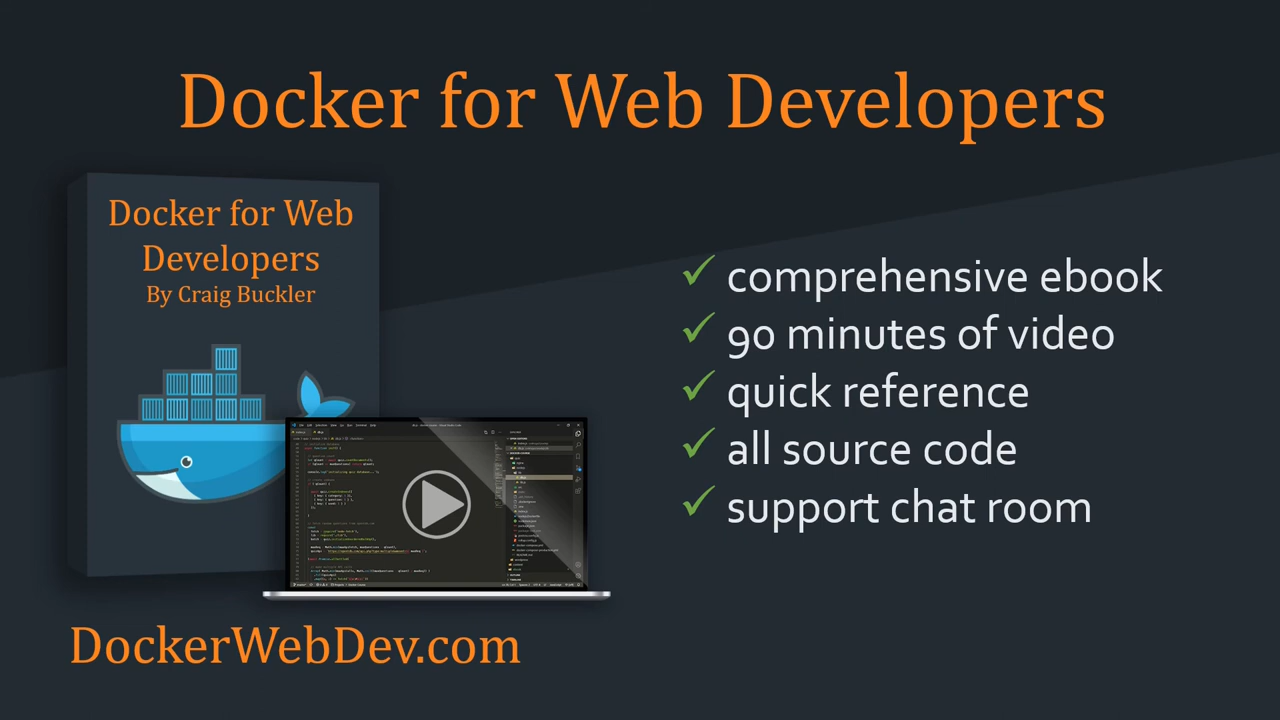 Docker for Web Developers
Docker for Web
Developers
By Craig Buckler
✓ comprehensive ebook
✓ 90 minutes of video
✓ quick reference
✓ all source code
✓ support chat room
DockerWebDev.com